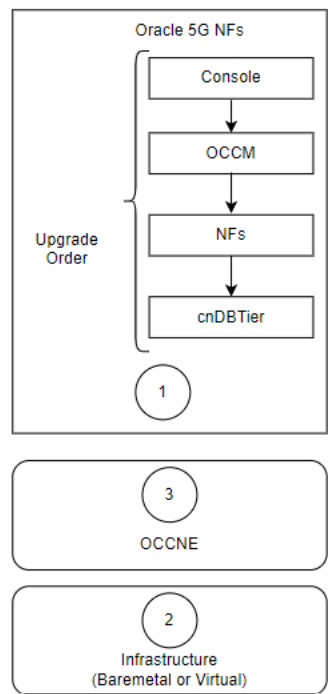 Oracle 5G NFs
Console
OCCM
Upgrade
Order
NFs
cnDBTier
1
3
OCCNE
2
Infrastructure
(Baremetal or Virtual)